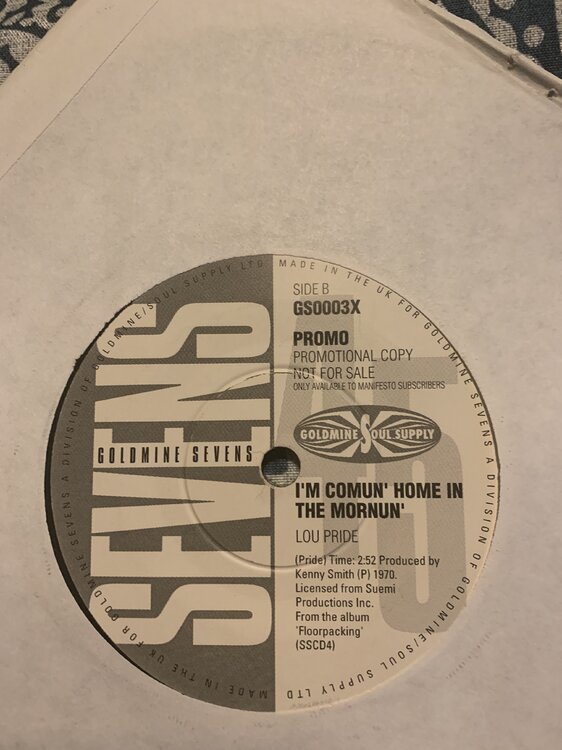 MADE IN THE UK FOR GOLDMINE SEVENS A DIVISION OF GOLDMINE/SOUL SUPPLY LTD
MADE IN THE UK FOR GOLDMINE SEVENS A DIVISION OF GOLDMINE/SOUL SUPPLY LTD
SEVENS
GOLDMINE SEVENS
45
SIDE B
GS0003X
PROMO
PROMOTIONAL COPY
NOT FOR SALE
ONLY AVAILABLE TO MANIFESTO SUBSCRIBERS
GOLDMINE SOUL SUPPLY
I'M COMUN' HOME IN
THE MORNUN'
LOU PRIDE
(Pride) Time: 2:52 Produced by
Kenny Smith (P) 1970.
Licensed from Suemi
Productions Inc.
From the album
'Floorpacking'
(SSCD4)